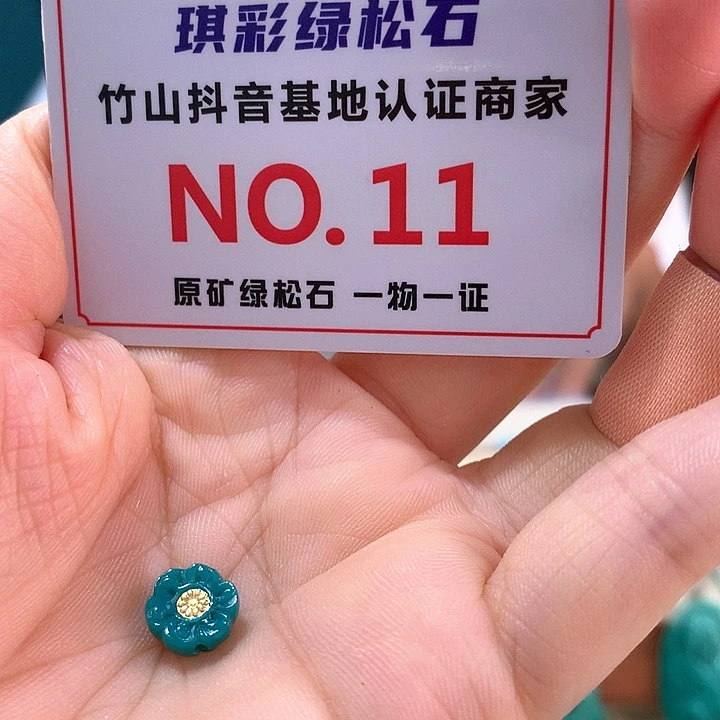 琪彩绿松石
竹山抖音基地认证商家
NO.11
原矿绿松石 一物一证